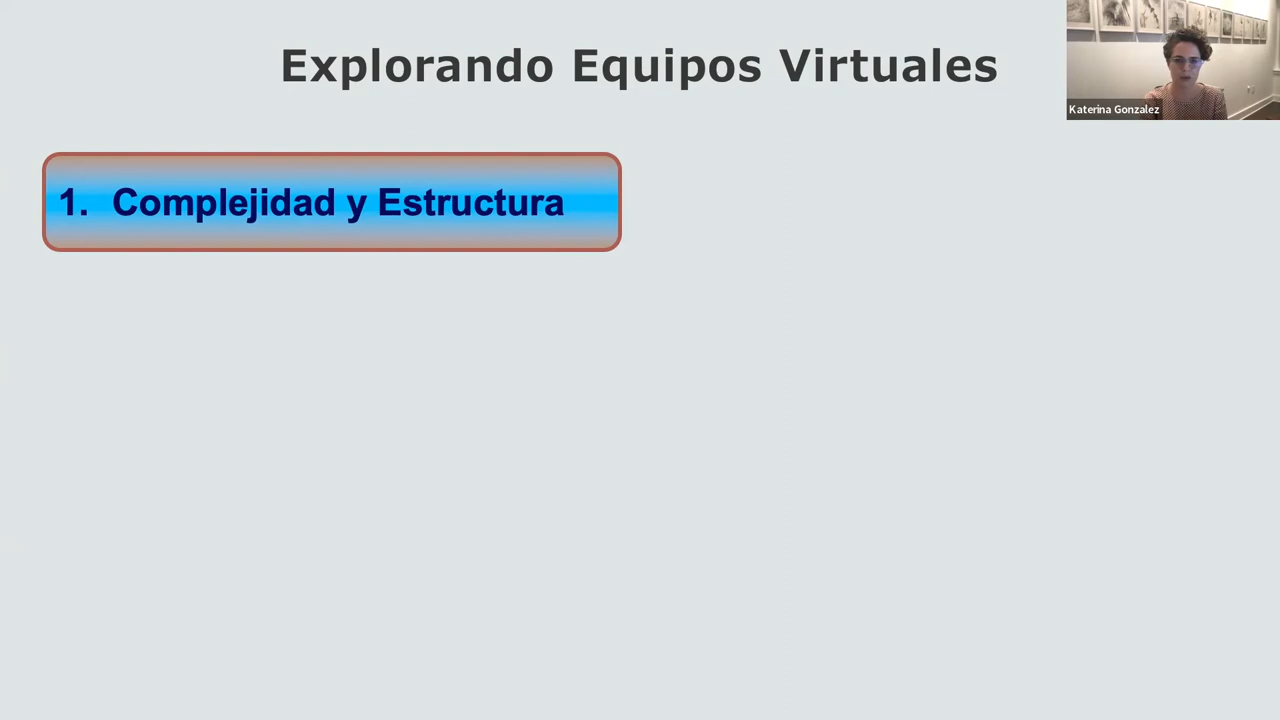 Explorando Equipos Virtuales
Katerina Gonzalez
1. Complejidad y Estructura